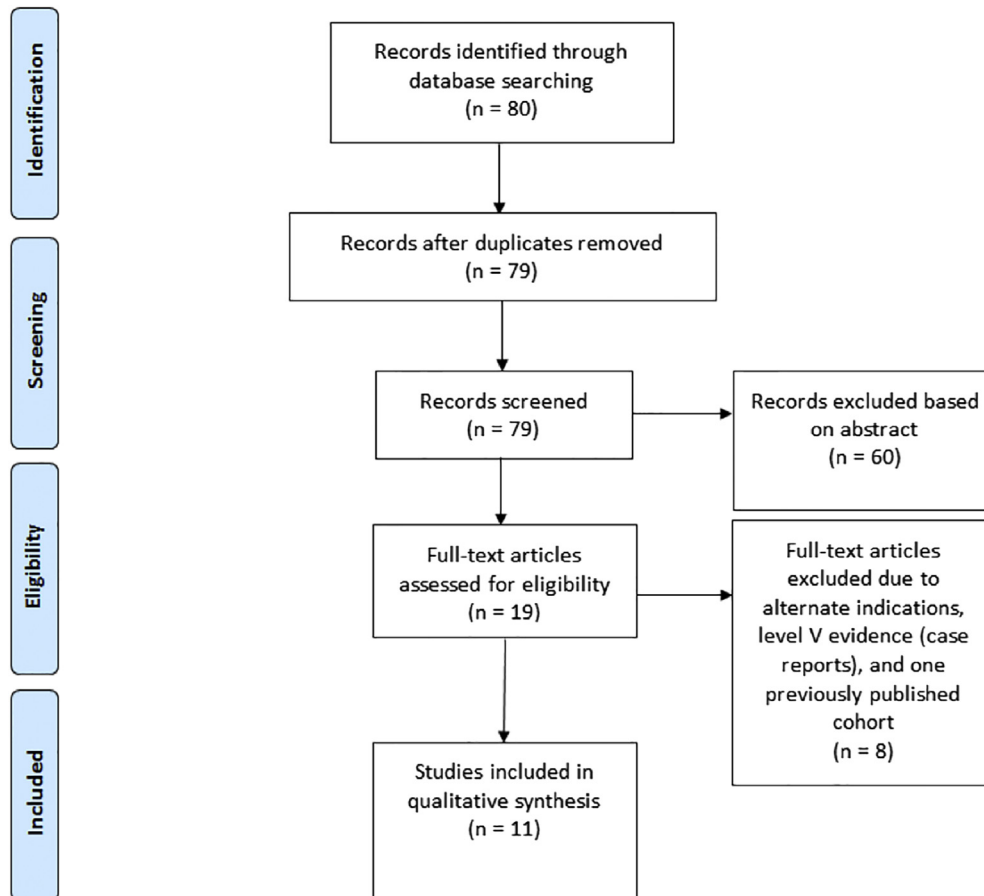 Identification
Records identified through
database searching
(n = 80)
Records after duplicates removed
(n = 79)
Screening
Records screened
(n = 79)
Records excluded based
on abstract
(n = 60)
Eligibility
Full-text articles
assessed for eligibility
(n = 19)
Full-text articles
excluded due to
alternate indications,
level V evidence (case
reports), and one
previously published
cohort
(n = 8)
Included
Studies included in
qualitative synthesis
(n = 11)